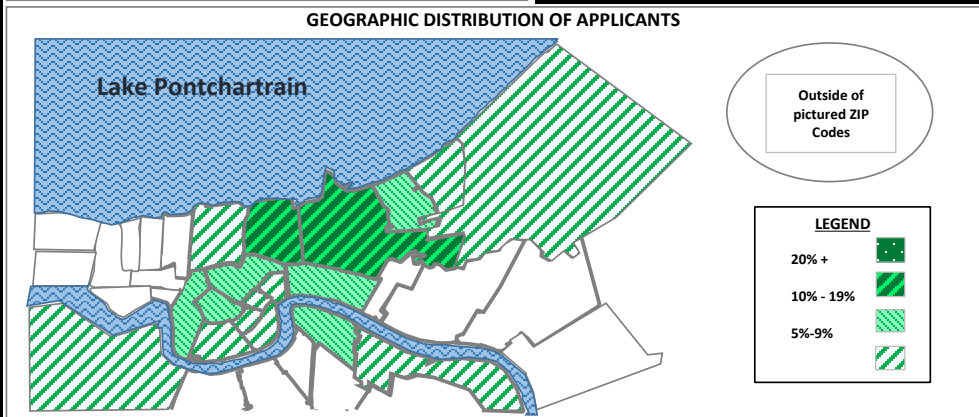 GEOGRAPHIC DISTRIBUTION OF APPLICANTS
Lake Pontchartrain
Outside of
pictured ZIP
Codes
LEGEND
20% +
10% - 19%
5%-9%